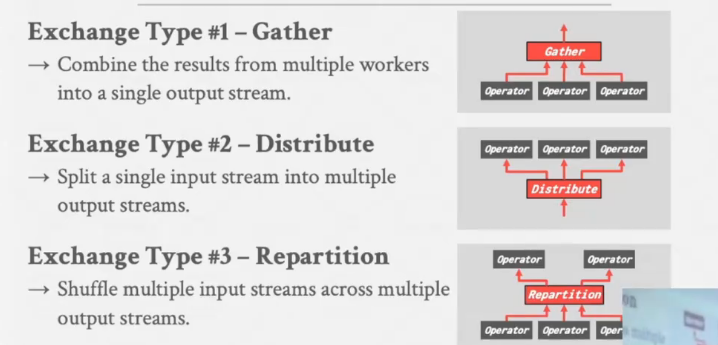 Exchange Type #1 – Gather
→ Combine the results from multiple workers
into a single output stream.
Gather
Operator Operator Operator
Exchange Type #2 – Distribute
→ Split a single input stream into multiple
output streams.
Operator Operator Operator
Distribute
Exchange Type #3 – Repartition
→ Shuffle multiple input streams across multiple
output streams.
Operator Operator
Repartition
Operator Operator Oper